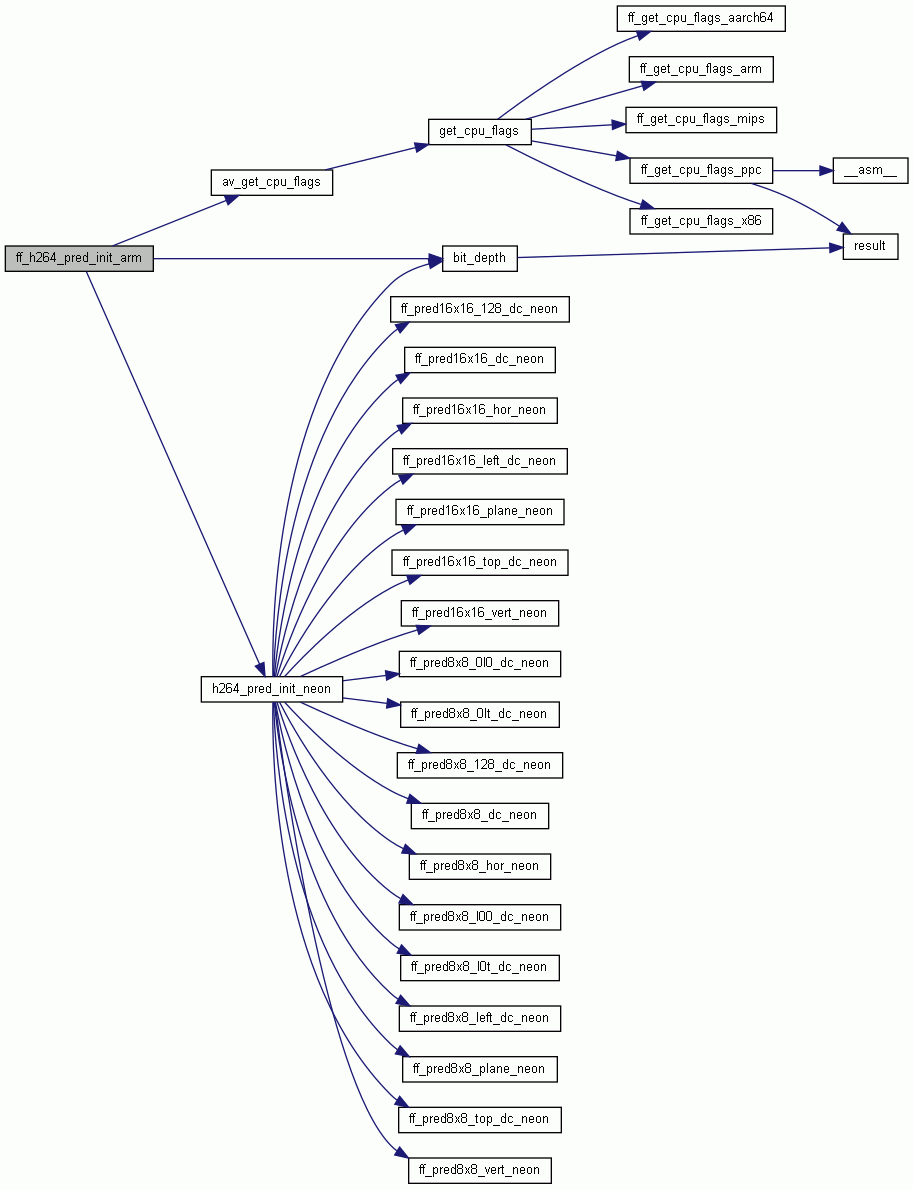 ff_get_cpu_flags_aarch64
ff_get_cpu_flags_arm
ff_get_cpu_flags_mips
get_cpu_flags
ff_get_cpu_flags_ppc
__asm__
av_get_cpu_flags
ff_get_cpu_flags_x86
result
ff_h264_pred_init_arm
bit_depth
ff_pred16x16_128_dc_neon
ff_pred16x16_dc_neon
ff_pred16x16_hor_neon
ff_pred16x16_left_dc_neon
ff_pred16x16_plane_neon
ff_pred16x16_top_dc_neon
ff_pred16x16_vert_neon
ff_pred8x8_0l0_dc_neon
h264_pred_init_neon
ff_pred8x8_0lt_dc_neon
ff_pred8x8_128_dc_neon
ff_pred8x8_dc_neon
ff_pred8x8_hor_neon
ff_pred8x8_l00_dc_neon
ff_pred8x8_l0t_dc_neon
ff_pred8x8_left_dc_neon
ff_pred8x8_plane_neon
ff_pred8x8_top_dc_neon
ff_pred8x8_vert_neon